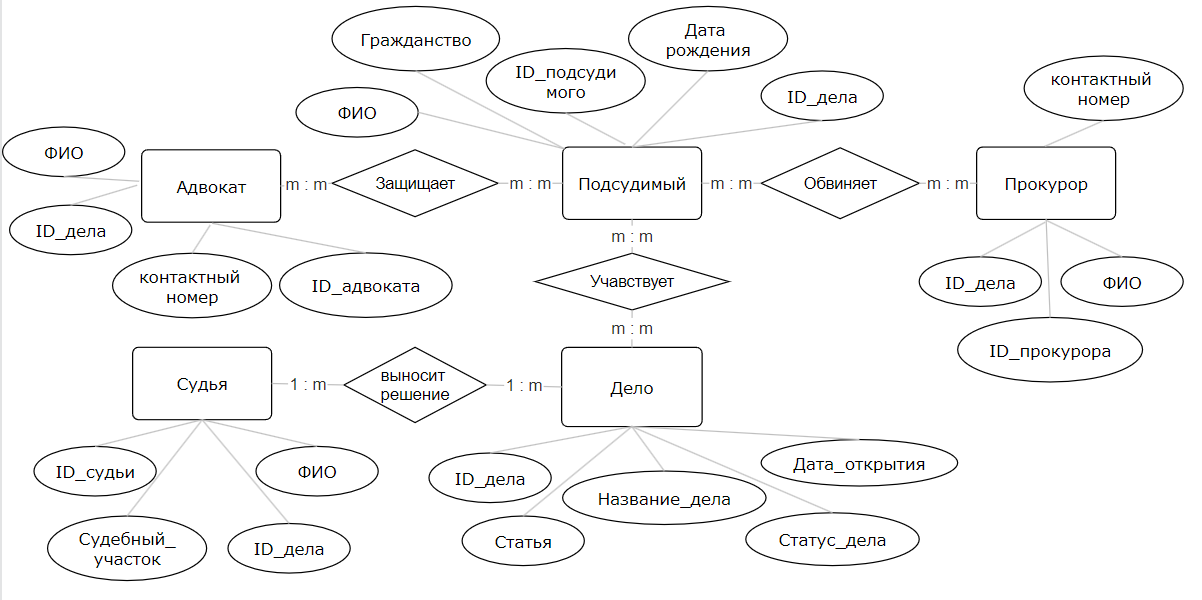 Гражданство
Дата
рождения
ID_подсуди
мого
ID_дела
ФИО
контактный
номер
ФИО
Адвокат
m : m
Защищает
m : m
Подсудимый
m : m
Обвиняет
m : m
Прокурор
ID_дела
m : m
контактный
номер
ID_адвоката
Учавствует
ID_дела
ФИО
m : m
ID_прокурора
Судья
1 : m
выносит
решение
1 : m
Дело
ID_судьи
ФИО
ID_дела
Название_дела
Дата_открытия
Судебный_
участок
ID_дела
Статья
Статус_дела